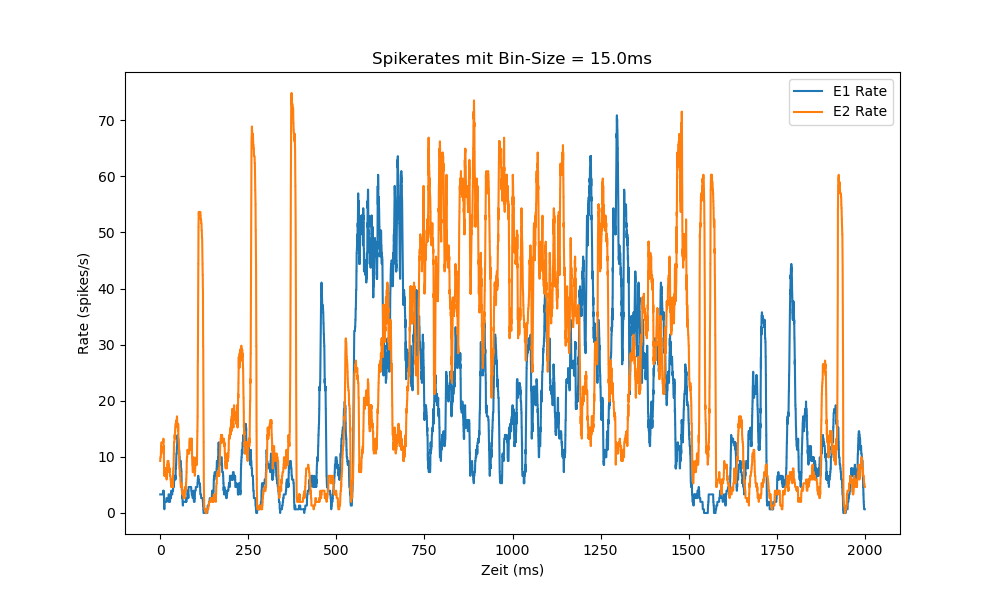 Spikerates mit Bin-Size = 15.0ms
E1 Rate
E2 Rate
Rate (spikes/s)
70
60
50
40
30
20
10
0
0 250 500 750 1000 1250 1500 1750 2000
Zeit (ms)